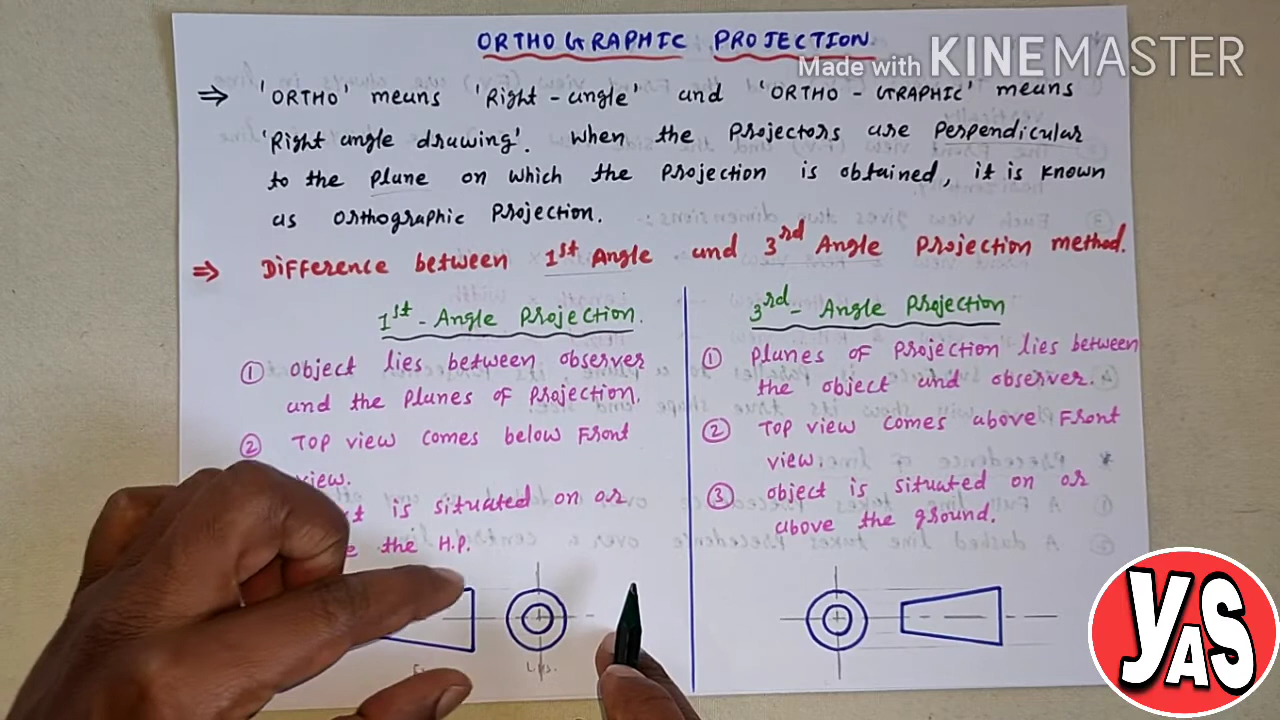 ORTHOGRAPHIC PROJECTION.
Made with KINEMASTER
⇒ 'ORTHO' means 'Right-angle' and 'ORTHO-GRAPHIC' means
'Right angle drawing'. When the projectors are perpendicular
to the plane on which the projection is obtained, it is known
as orthographic projection.
⇒ Difference between 1st Angle and 3rd Angle projection method.
1st-Angle projection.
① object lies between observer
and the planes of projection.
② Top view comes below Front
view.
is situated on or
the H.P.
L.H.S.
3rd-Angle projection
① planes of projection lies between
the object and observer.
② Top view comes above Front
view.
③ object is situated on or
above the ground.
YAS